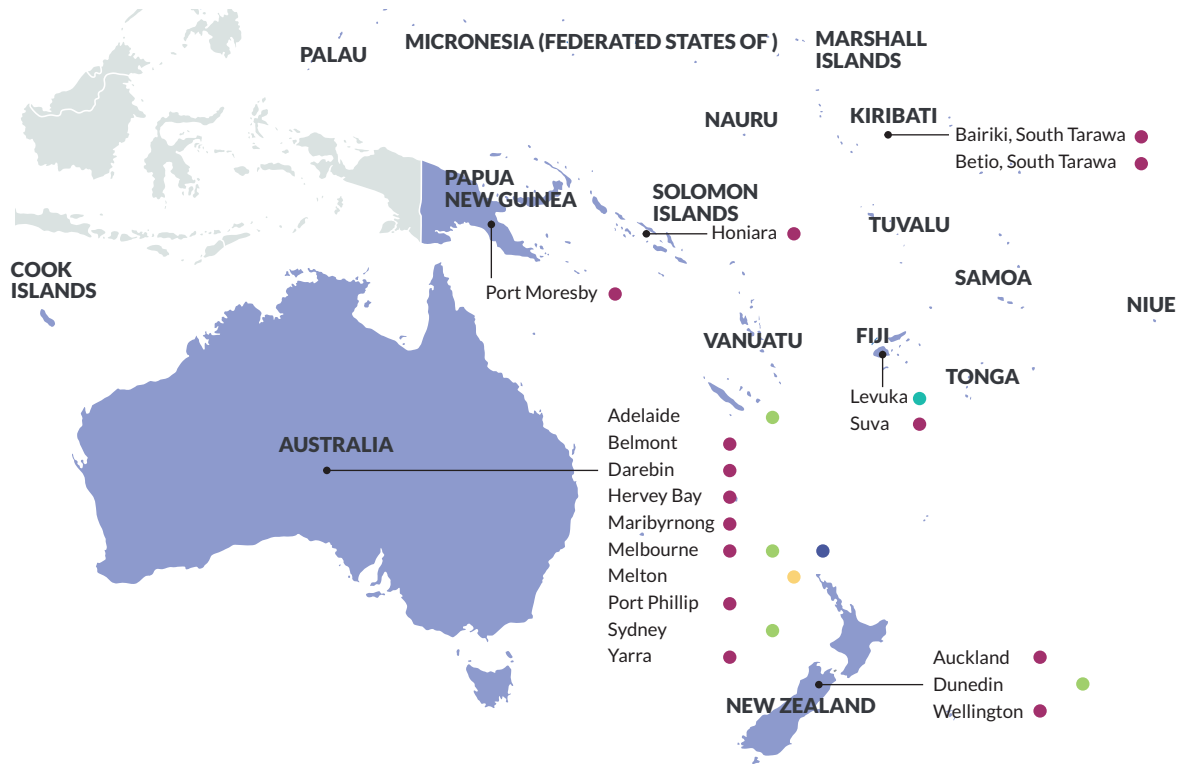 PALAU
MICRONESIA (FEDERATED STATES OF)
MARSHALL
ISLANDS
NAURU
KIRIBATI
Bairiki, South Tarawa
Betio, South Tarawa
PAPUA
NEW GUINEA
SOLOMON
ISLANDS
Honiara
TUVALU
COOK
ISLANDS
Port Moresby
SAMOA
NIUE
VANUATU
FIJI
TONGA
Levuka
Suva
AUSTRALIA
Adelaide
Belmont
Darebin
Hervey Bay
Maribyrnong
Melbourne
Melton
Port Phillip
Sydney
Yarra
NEW ZEALAND
Auckland
Dunedin
Wellington